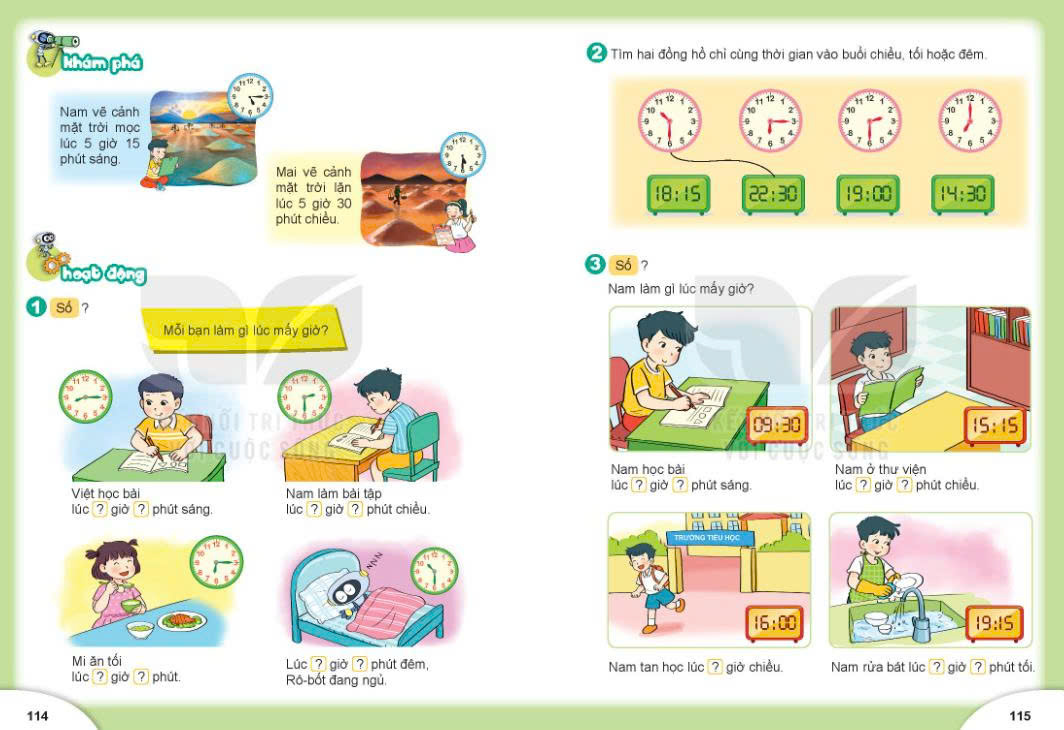 khám phá
Nam vẽ cảnh
mặt trời mọc
lúc 5 giờ 15
phút sáng.
Mai vẽ cảnh
mặt trời lặn
lúc 5 giờ 30
phút chiều.
hoạt động
1 Số ?
Mỗi bạn làm gì lúc mấy giờ?
Việt học bài
lúc ? giờ ? phút sáng.
Nam làm bài tập
lúc ? giờ ? phút chiều.
Mi ăn tối
lúc ? giờ ? phút.
Lúc ? giờ ? phút đêm,
Rô-bốt đang ngủ.
114
2 Tìm hai đồng hồ chỉ cùng thời gian vào buổi chiều, tối hoặc đêm.
18:15 22:30 19:00 14:30
3 Số ?
Nam làm gì lúc mấy giờ?
09:30
15:15
Nam học bài
lúc ? giờ ? phút sáng.
Nam ở thư viện
lúc ? giờ ? phút chiều.
TRƯỜNG TIỂU HỌC
16:00
19:15
Nam tan học lúc ? giờ chiều.
Nam rửa bát lúc ? giờ ? phút tối.
115